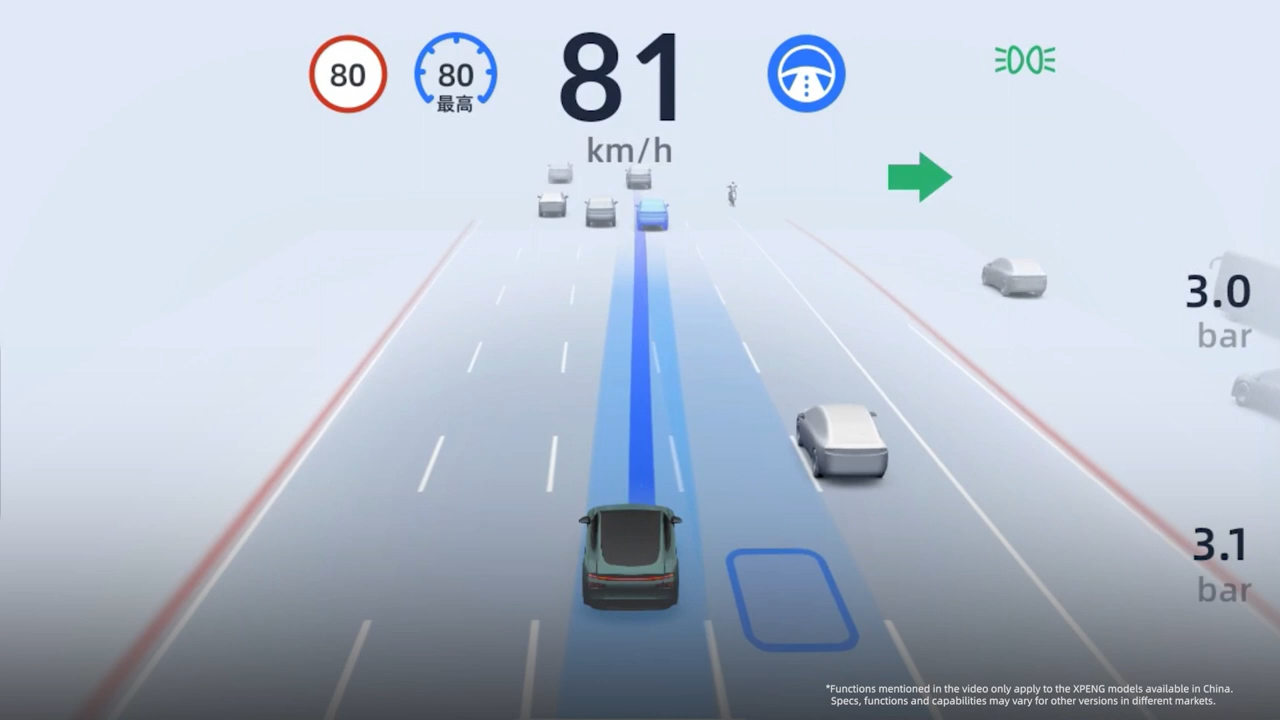 80
80
最高
81
km/h
3.0
bar
3.1
bar
*Functions mentioned in the video only apply to the XPENG models available in China.
Specs, functions and capabilities may vary for other versions in different markets.